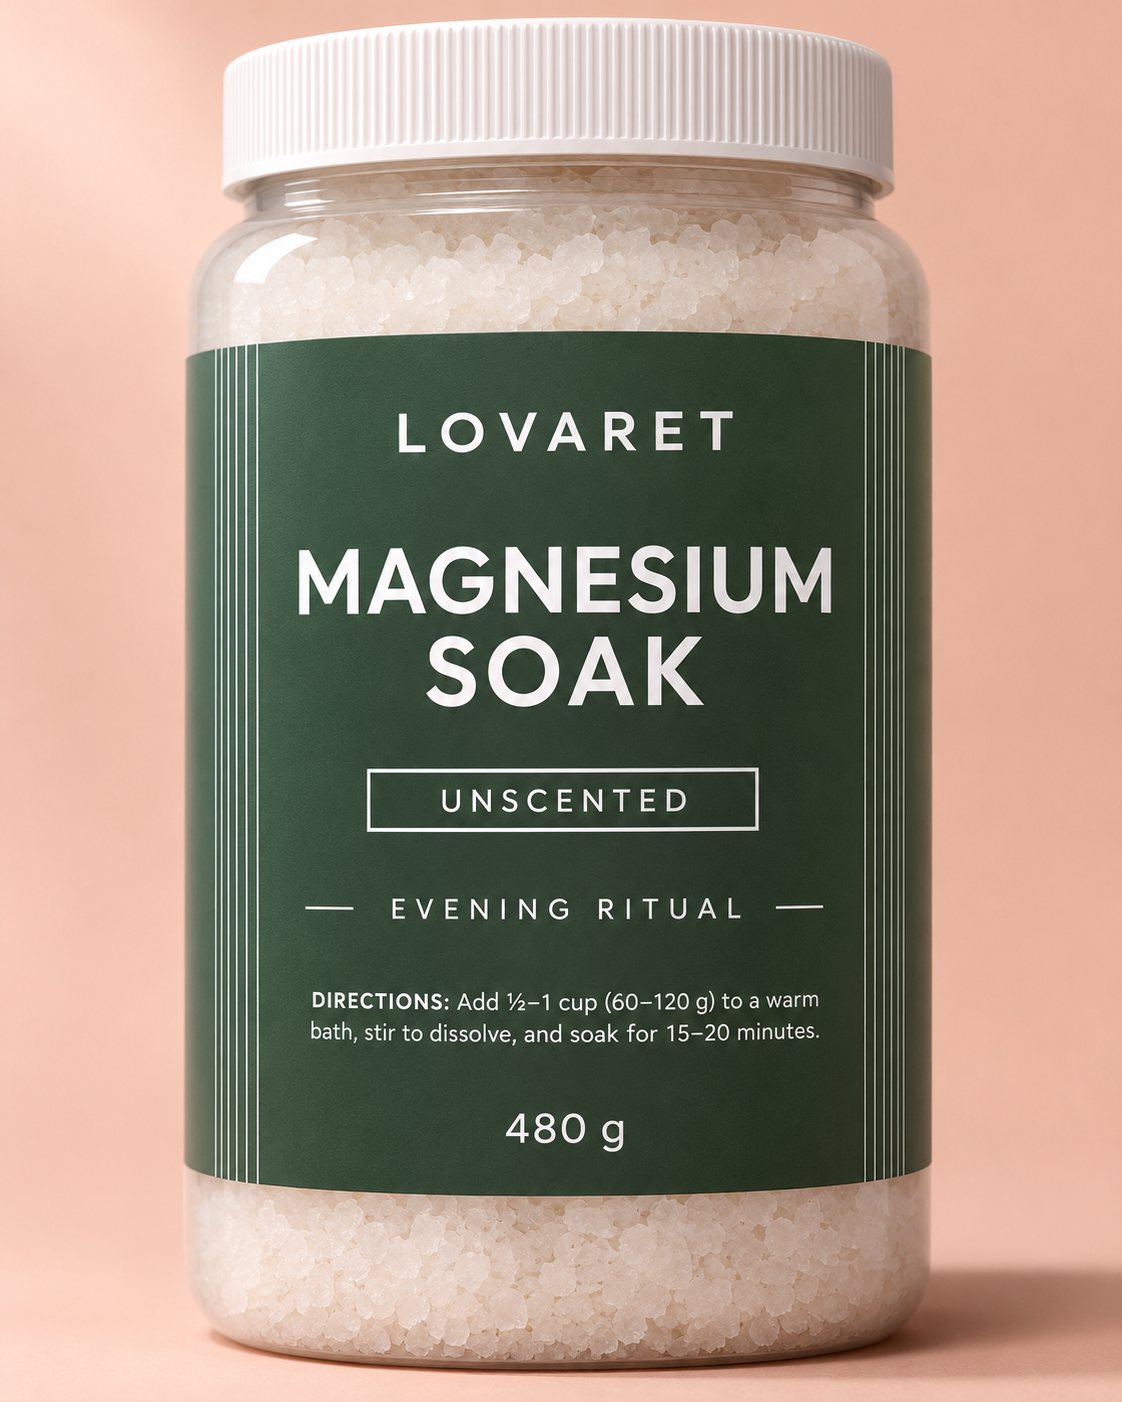 LOVARET
MAGNESIUM
SOAK
UNSCENTED
— EVENING RITUAL —
DIRECTIONS: Add ½–1 cup (60–120 g) to a warm
bath, stir to dissolve, and soak for 15–20 minutes.
480 g